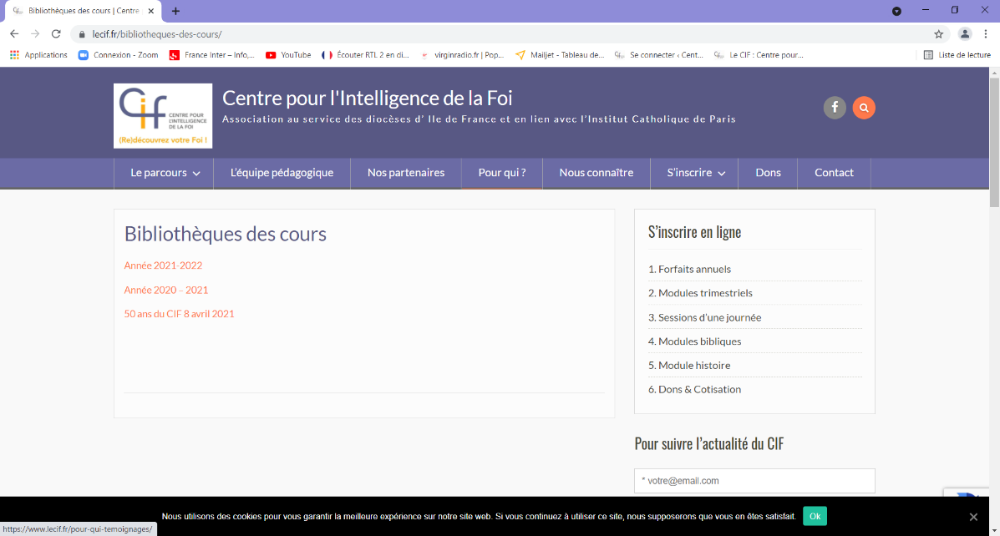 Bibliothèques des cours | Centre
lecif.fr/bibliotheques-des-cours/
Applications
Connexion - Zoom
France Inter – Info,...
YouTube
Écouter RTL 2 en di...
virginradio.fr | Pop...
Mailjet - Tableau de...
Se connecter ‹ Cent...
Le CIF : Centre pour...
Liste de lecture
Cif
CENTRE POUR
L'INTELLIGENCE
DE LA FOI
(Re)découvrez votre Foi !
Centre pour l'Intelligence de la Foi
Association au service des diocèses d’ Ile de France et en lien avec l’Institut Catholique de Paris
Le parcours
L’équipe pédagogique
Nos partenaires
Pour qui ?
Nous connaître
S’inscrire
Dons
Contact
Bibliothèques des cours
Année 2021-2022
Année 2020 – 2021
50 ans du CIF 8 avril 2021
S’inscrire en ligne
1. Forfaits annuels
2. Modules trimestriels
3. Sessions d’une journée
4. Modules bibliques
5. Module histoire
6. Dons & Cotisation
Pour suivre l’actualité du CIF
* votre@email.com
Nous utilisons des cookies pour vous garantir la meilleure expérience sur notre site web. Si vous continuez à utiliser ce site, nous supposerons que vous en êtes satisfait.
Ok
https://www.lecif.fr/pour-qui-temoignages/